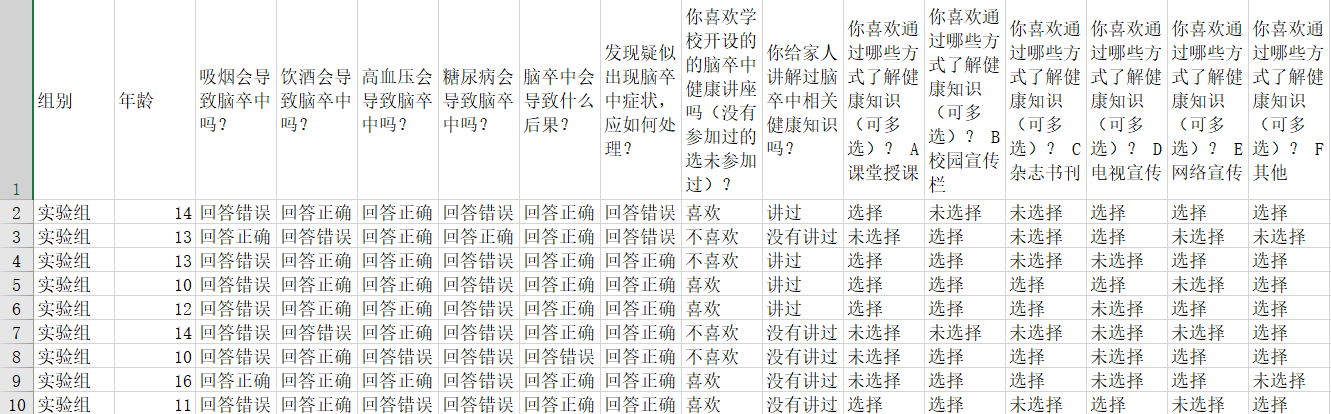 1 组别 年龄 吸烟会导致脑卒中吗？ 饮酒会导致脑卒中吗？ 高血压会导致脑卒中吗？ 糖尿病会导致脑卒中吗？ 脑卒中会导致什么后果？ 发现疑似出现脑卒中症状，应如何处理？ 你喜欢学校开设的的脑卒中健康讲座吗（没有参加过的选未参加过）？ 你给家人讲解过脑卒中相关健康知识吗？ 你喜欢通过哪些方式了解健康知识（可多选）？ A课堂授课 你喜欢通过哪些方式了解健康知识（可多选）？ B校园宣传栏 你喜欢通过哪些方式了解健康知识（可多选）？ C杂志书刊 你喜欢通过哪些方式了解健康知识（可多选）？ D电视宣传 你喜欢通过哪些方式了解健康知识（可多选）？ E网络宣传 你喜欢通过哪些方式了解健康知识（可多选）？ F其他
2 实验组 14 回答错误 回答正确 回答正确 回答错误 回答正确 回答错误 喜欢 讲过 选择 未选择 未选择 选择 选择 选择
3 实验组 13 回答正确 回答错误 回答正确 回答正确 回答正确 回答错误 不喜欢 没有讲过 未选择 选择 未选择 选择 未选择 未选择
4 实验组 13 回答错误 回答正确 回答正确 回答错误 回答正确 回答正确 不喜欢 讲过 选择 选择 未选择 未选择 选择 选择
5 实验组 10 回答错误 回答正确 回答正确 回答错误 回答正确 回答正确 喜欢 讲过 选择 选择 选择 选择 未选择 选择
6 实验组 12 回答错误 回答正确 回答正确 回答错误 回答正确 回答正确 喜欢 讲过 选择 选择 选择 未选择 选择 选择
7 实验组 14 回答错误 回答错误 回答正确 回答错误 回答正确 回答正确 不喜欢 没有讲过 未选择 未选择 未选择 选择 未选择 选择
8 实验组 10 回答错误 回答正确 回答错误 回答错误 回答错误 回答正确 不喜欢 没有讲过 未选择 选择 选择 未选择 选择 选择
9 实验组 16 回答正确 回答正确 回答正确 回答错误 回答正确 回答正确 喜欢 没有讲过 未选择 选择 选择 未选择 选择 未选择
10 实验组 11 回答错误 回答正确 回答错误 回答错误 回答正确 回答正确 喜欢 没有讲过 未选择 选择 未选择 未选择 选择 选择